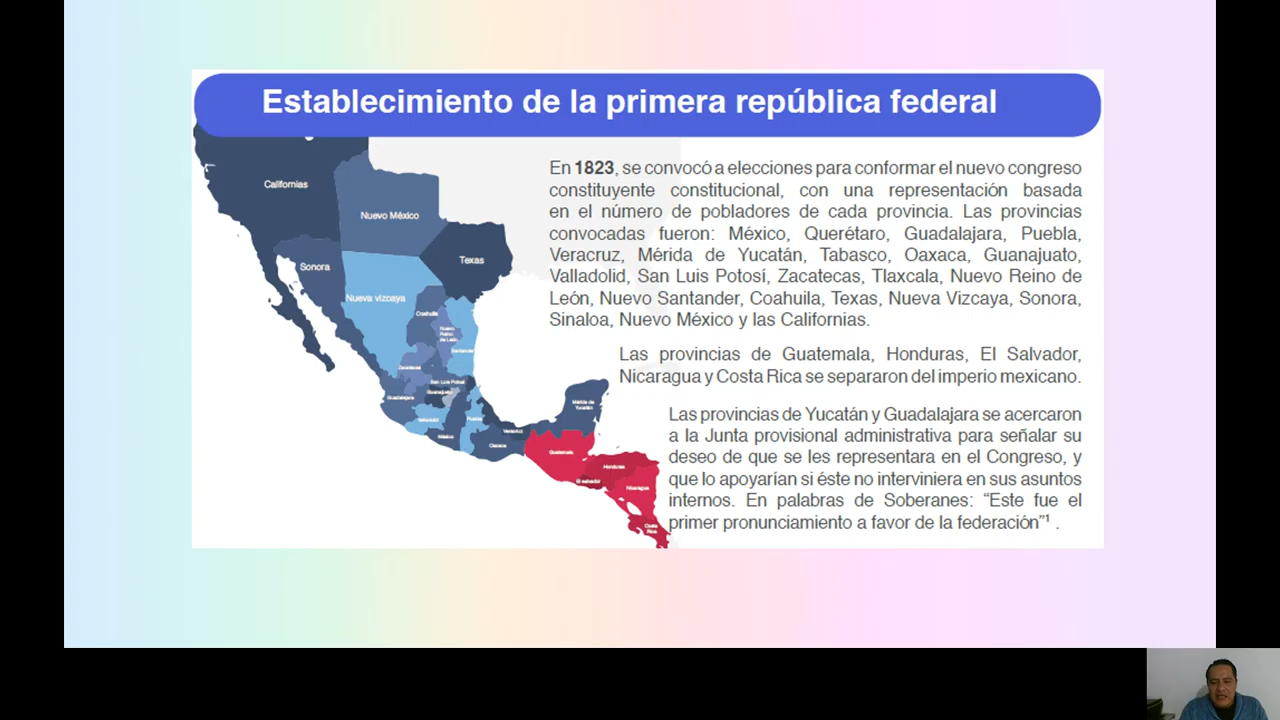 Establecimiento de la primera república federal
En 1823, se convocó a elecciones para conformar el nuevo congreso
constituyente constitucional, con una representación basada
en el número de pobladores de cada provincia. Las provincias
convocadas fueron: México, Querétaro, Guadalajara, Puebla,
Veracruz, Mérida de Yucatán, Tabasco, Oaxaca, Guanajuato,
Valladolid, San Luis Potosí, Zacatecas, Tlaxcala, Nuevo Reino de
León, Nuevo Santander, Coahuila, Texas, Nueva Vizcaya, Sonora,
Sinaloa, Nuevo México y las Californias.
Las provincias de Guatemala, Honduras, El Salvador,
Nicaragua y Costa Rica se separaron del imperio mexicano.
Las provincias de Yucatán y Guadalajara se acercaron
a la Junta provisional administrativa para señalar su
deseo de que se les representara en el Congreso, y
que lo apoyarían si éste no interviniera en sus asuntos
internos. En palabras de Soberanes: “Este fue el
primer pronunciamiento a favor de la federación”¹ .
Californias
Nuevo México
Texas
Sonora
Nueva vizcaya
Coahuila
Nuevo
Reino
de León
Santander
Zacatecas
San Luis Potosí
Guadalajara
Guanajuato
Valladolid
Puebla
México
Veracruz
Oaxaca
Mérida de
Yucatán
Guatemala
Honduras
El salvador
Nicaragua
Costa
Rica